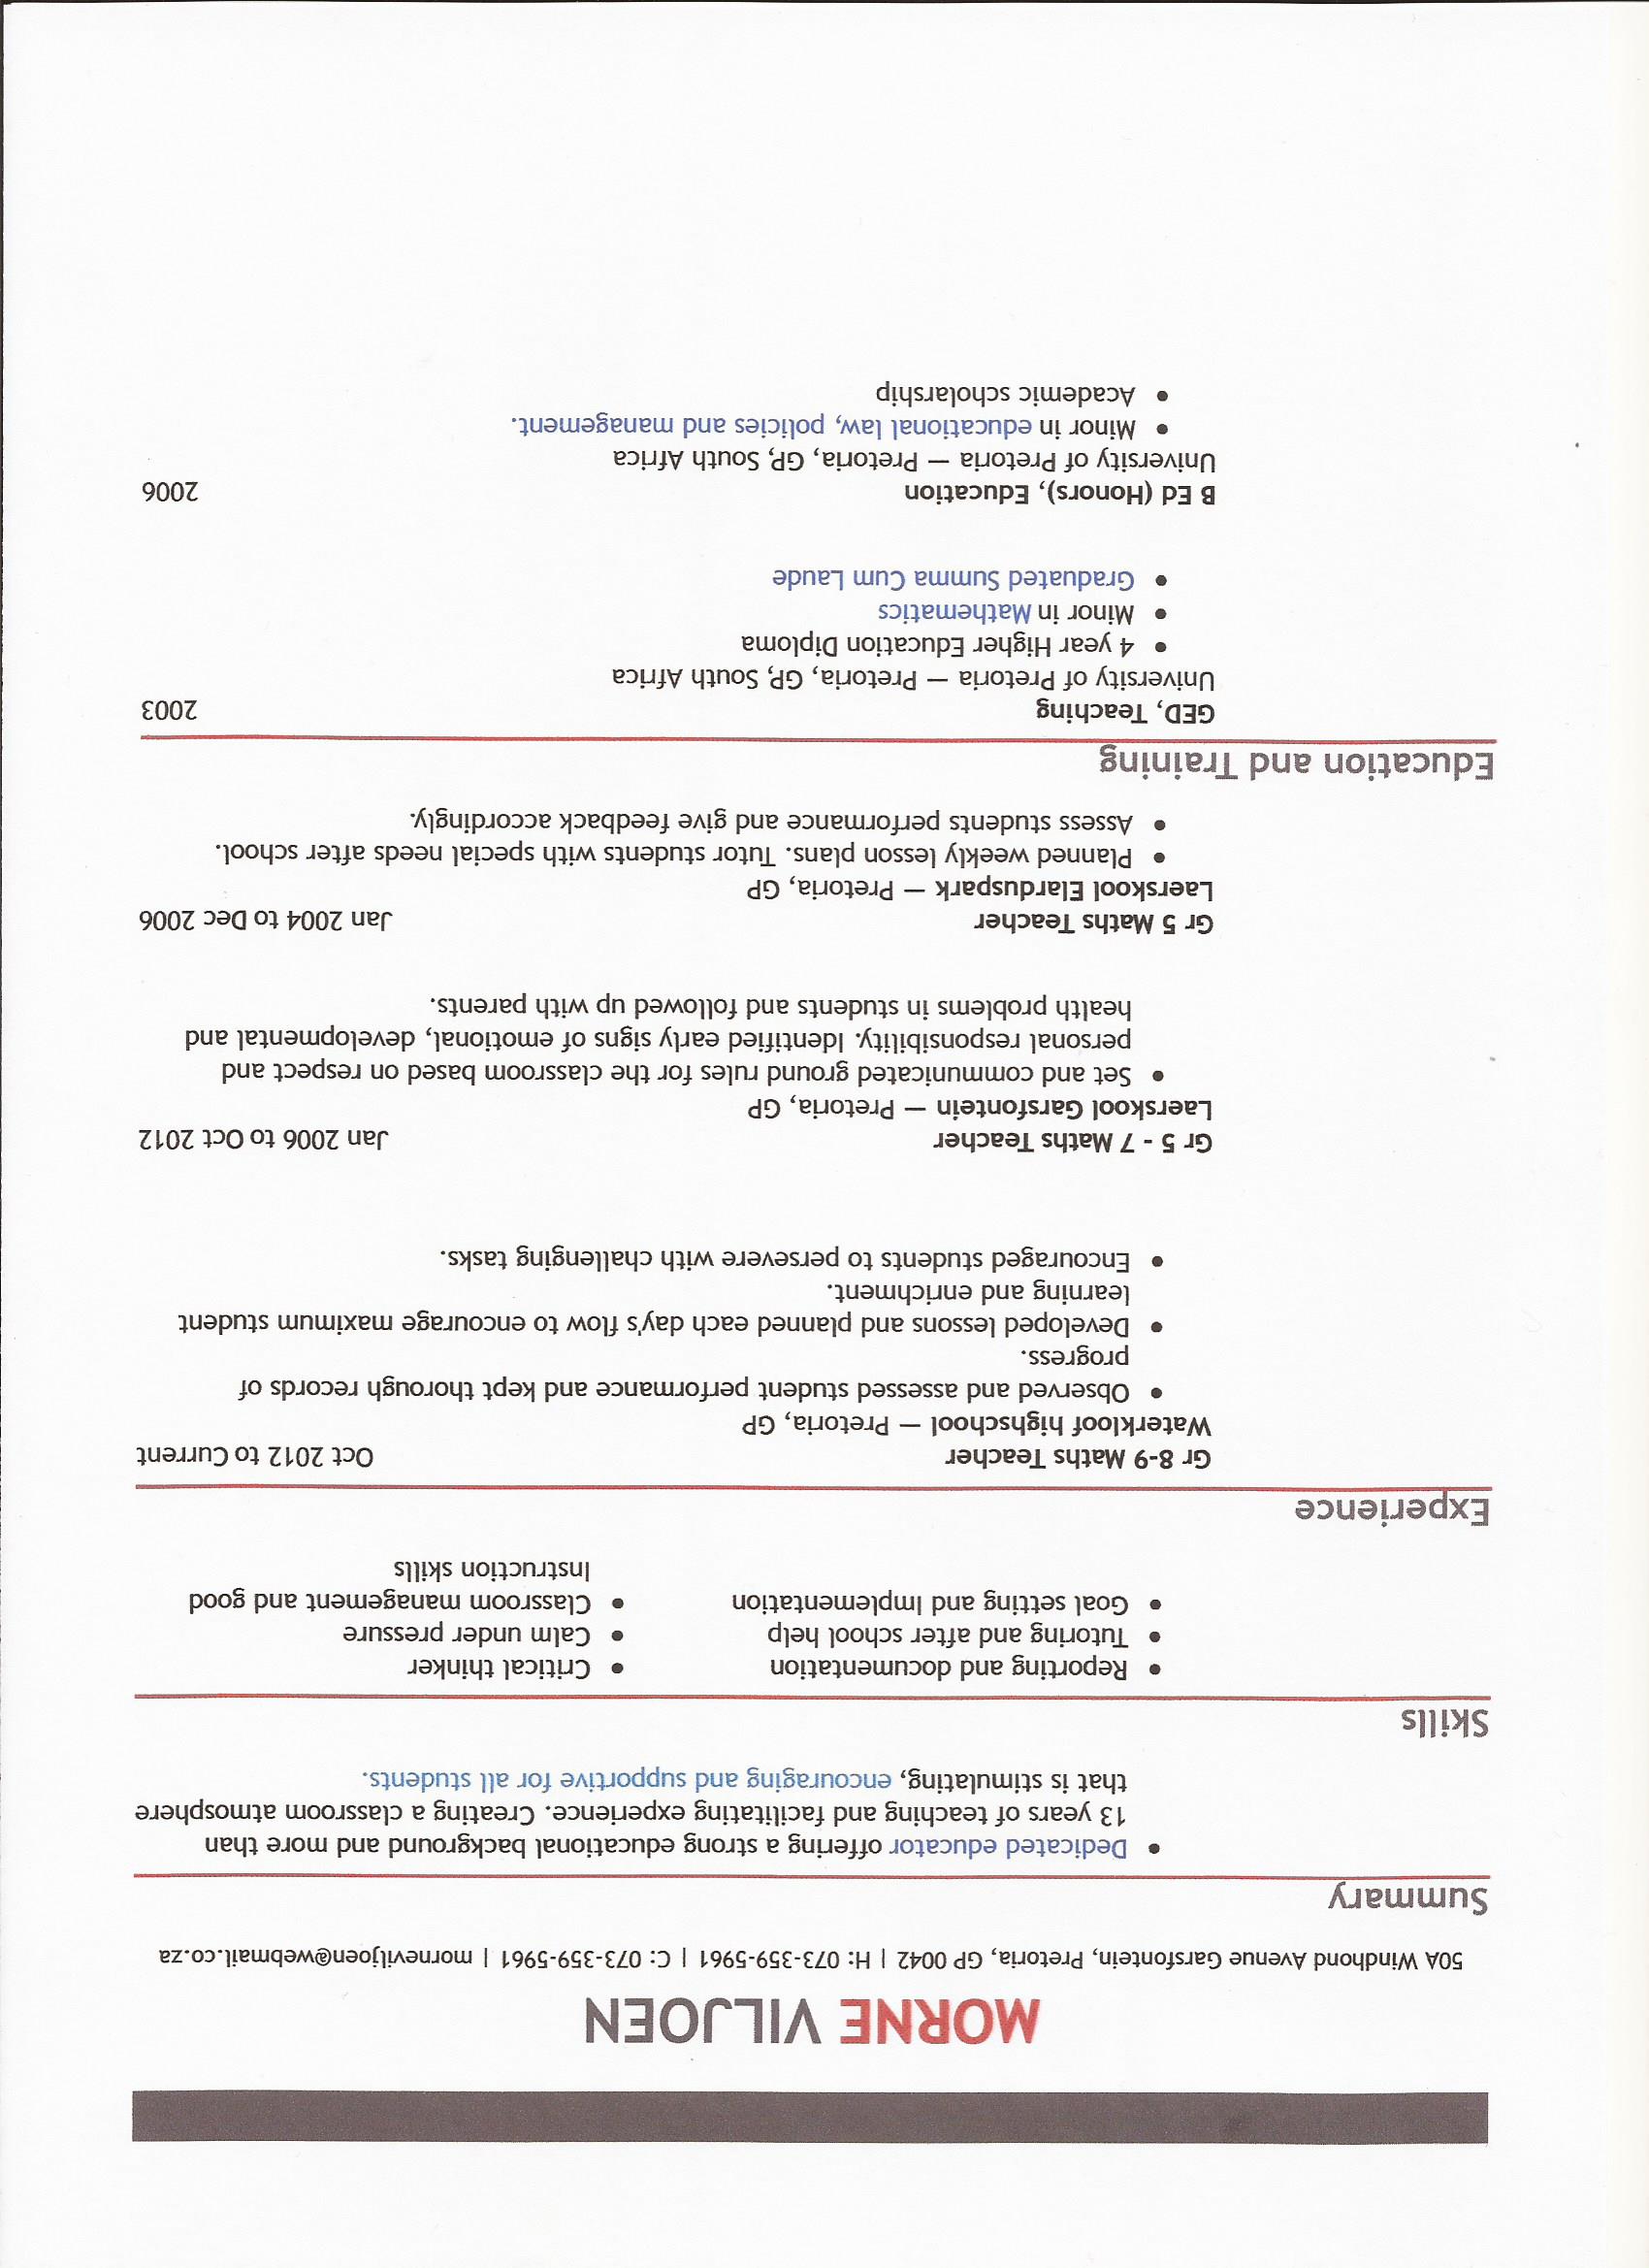 MORNE VILJOEN
50A Windhond Avenue Garsfontein, Pretoria, GP 0042 | H: 073-359-5961 | C: 073-359-5961 | morneviljoen@webmail.co.za
Summary
• Dedicated educator offering a strong educational background and more than
13 years of teaching and facilitating experience. Creating a classroom atmosphere
that is stimulating, encouraging and supportive for all students.
Skills
• Reporting and documentation
• Tutoring and after school help
• Goal setting and Implementation
• Critical thinker
• Calm under pressure
• Classroom management and good
Instruction skills
Experience
Gr 8-9 Maths Teacher Oct 2012 to Current
Waterkloof highschool — Pretoria, GP
• Observed and assessed student performance and kept thorough records of
progress.
• Developed lessons and planned each day's flow to encourage maximum student
learning and enrichment.
• Encouraged students to persevere with challenging tasks.
Gr 5 - 7 Maths Teacher Jan 2006 to Oct 2012
Laerskool Garsfontein — Pretoria, GP
• Set and communicated ground rules for the classroom based on respect and
personal responsibility. Identified early signs of emotional, developmental and
health problems in students and followed up with parents.
Gr 5 Maths Teacher Jan 2004 to Dec 2006
Laerskool Elarduspark — Pretoria, GP
• Planned weekly lesson plans. Tutor students with special needs after school.
• Assess students performance and give feedback accordingly.
Education and Training
GED, Teaching 2003
University of Pretoria — Pretoria, GP, South Africa
• 4 year Higher Education Diploma
• Minor in Mathematics
• Graduated Summa Cum Laude
B Ed (Honors), Education 2006
University of Pretoria — Pretoria, GP, South Africa
• Minor in educational law, policies and management.
• Academic scholarship